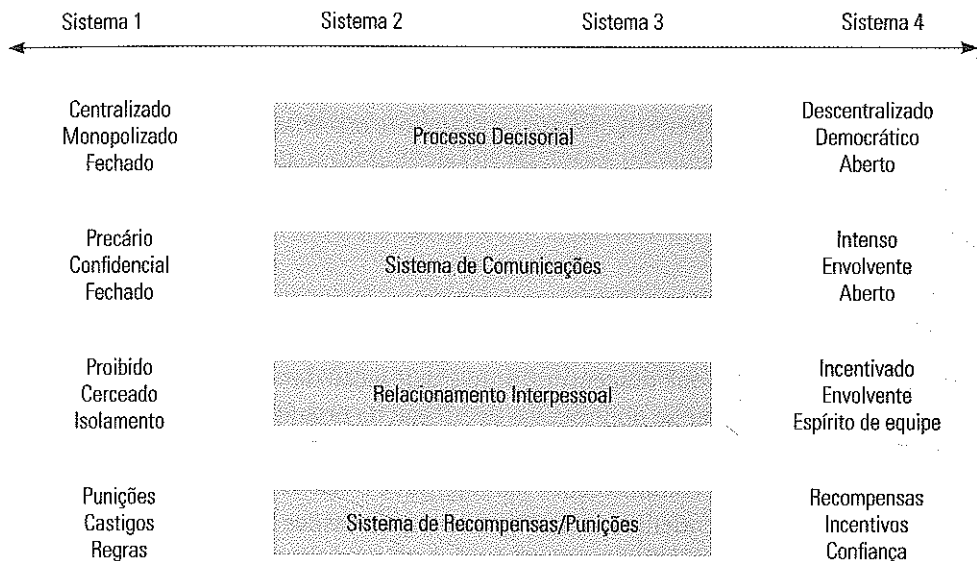 Sistema 1 Sistema 2 Sistema 3 Sistema 4
Centralizado
Monopolizado
Fechado
Processo Decisorial
Descentralizado
Democrático
Aberto
Precário
Confidencial
Fechado
Sistema de Comunicações
Intenso
Envolvente
Aberto
Proibido
Cerceado
Isolamento
Relacionamento Interpessoal
Incentivado
Envolvente
Espírito de equipe
Punições
Castigos
Regras
Sistema de Recompensas/Punições
Recompensas
Incentivos
Confiança